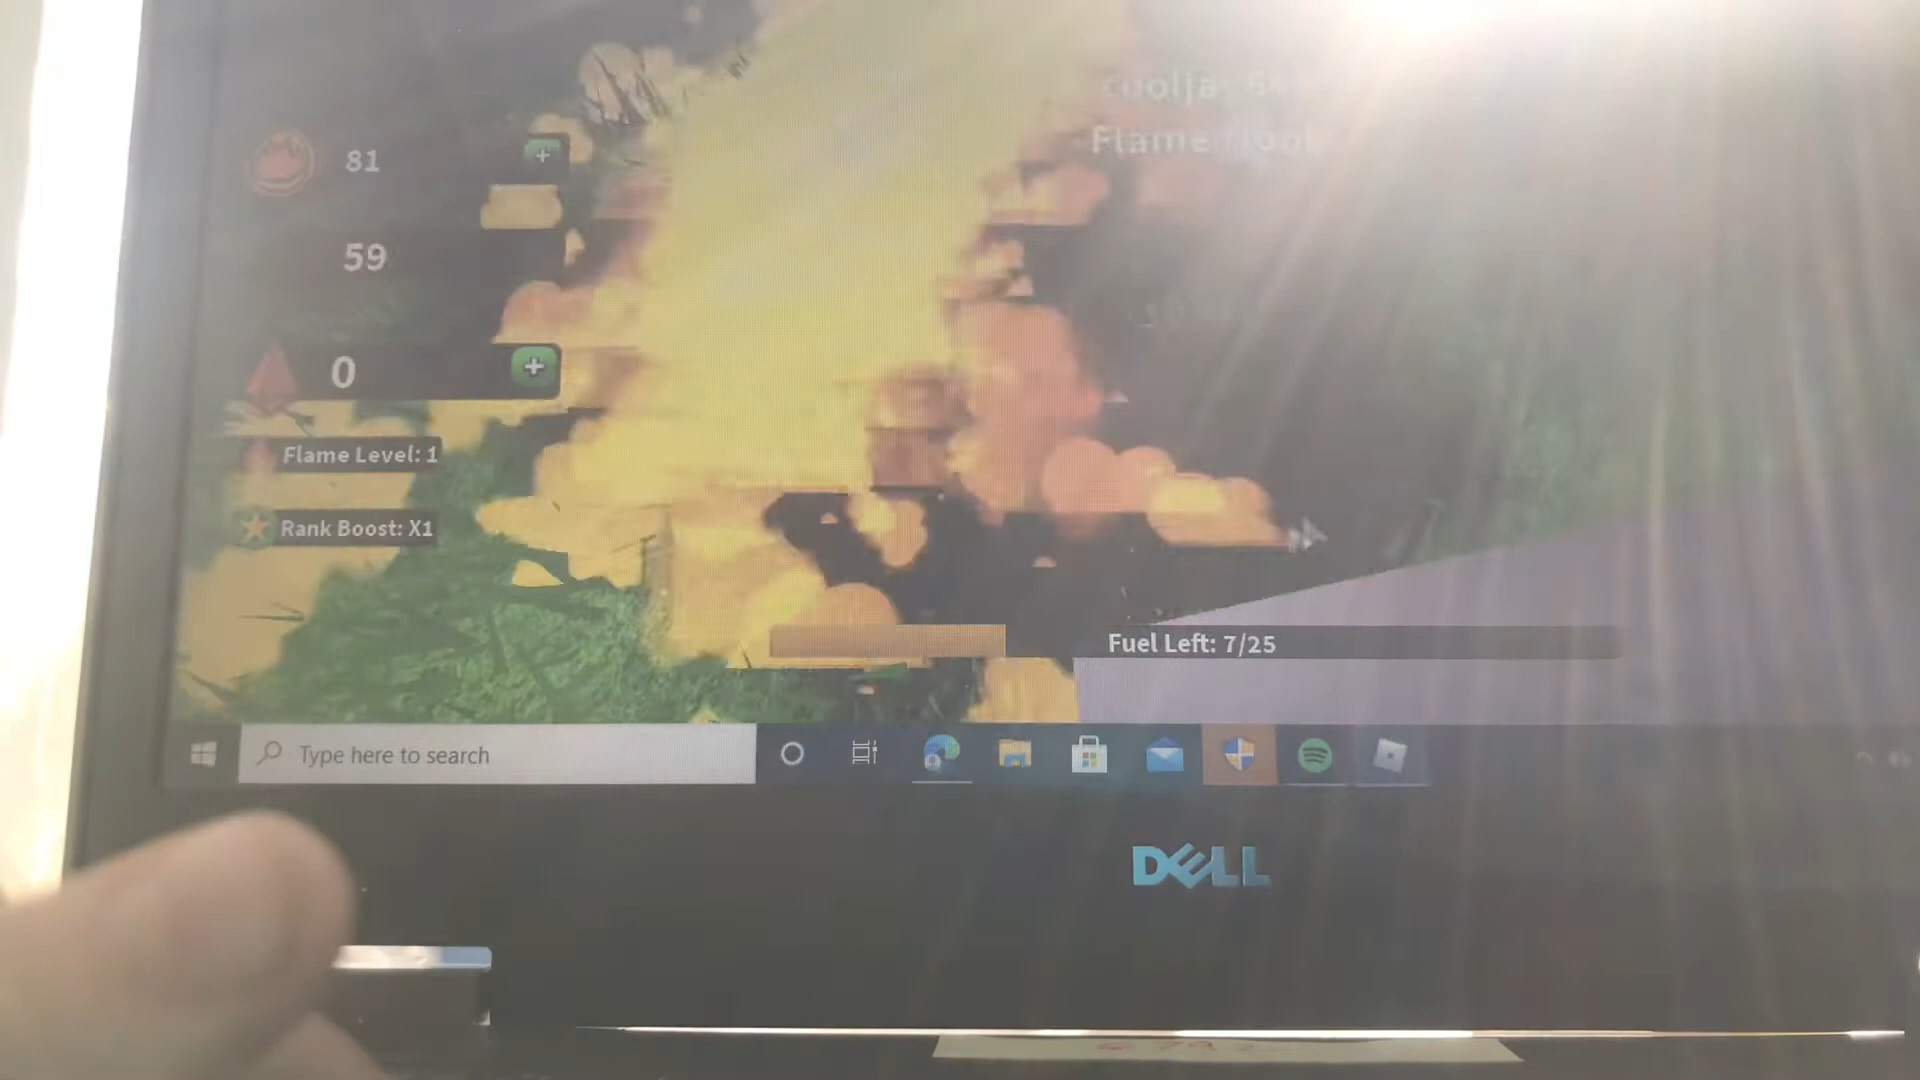 81
59
0
Flame Level: 1
Rank Boost: X1
Fuel Left: 7/25
Type here to search
DELL